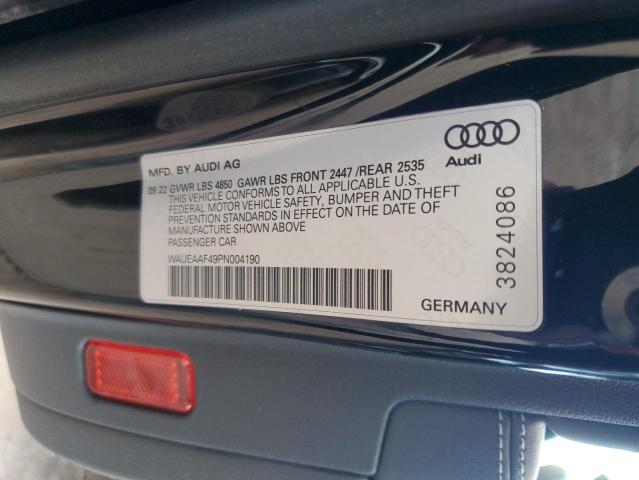 MFD. BY AUDI AG
09 22 GVWR LBS 4850 GAWR LBS FRONT 2447 /REAR 2535
THIS VEHICLE CONFORMS TO ALL APPLICABLE U.S.
FEDERAL MOTOR VEHICLE SAFETY, BUMPER AND THEFT
PREVENTION STANDARDS IN EFFECT ON THE DATE OF
MANUFACTURE SHOWN ABOVE
PASSENGER CAR
WAUEAAF49PN004190
Audi
3824086
GERMANY